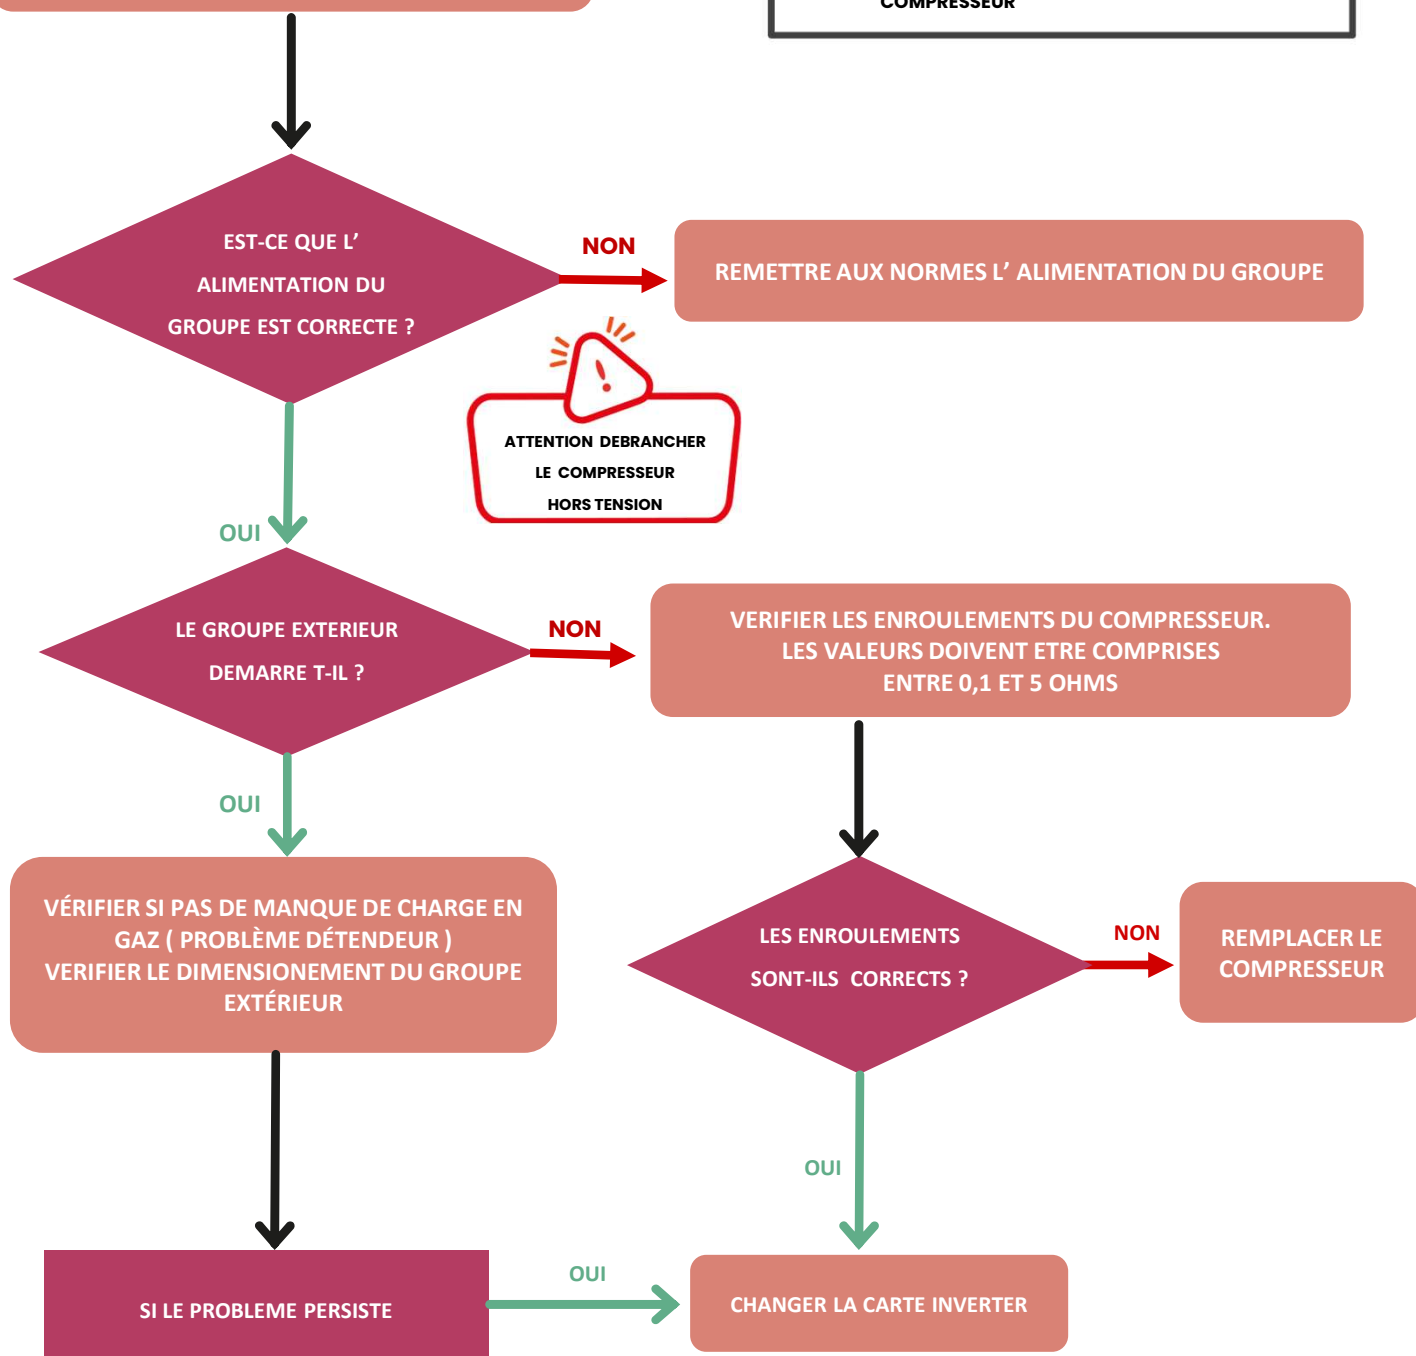 COMPRESSEUR
EST-CE QUE L’
ALIMENTATION DU
GROUPE EST CORRECTE ?
NON
REMETTRE AUX NORMES L’ ALIMENTATION DU GROUPE
ATTENTION DEBRANCHER
LE COMPRESSEUR
HORS TENSION
OUI
LE GROUPE EXTERIEUR
DEMARRE T-IL ?
NON
VERIFIER LES ENROULEMENTS DU COMPRESSEUR.
LES VALEURS DOIVENT ETRE COMPRISES
ENTRE 0,1 ET 5 OHMS
OUI
VÉRIFIER SI PAS DE MANQUE DE CHARGE EN
GAZ ( PROBLÈME DÉTENDEUR )
VERIFIER LE DIMENSIONEMENT DU GROUPE
EXTÉRIEUR
LES ENROULEMENTS
SONT-ILS CORRECTS ?
NON
REMPLACER LE
COMPRESSEUR
OUI
SI LE PROBLEME PERSISTE
OUI
CHANGER LA CARTE INVERTER